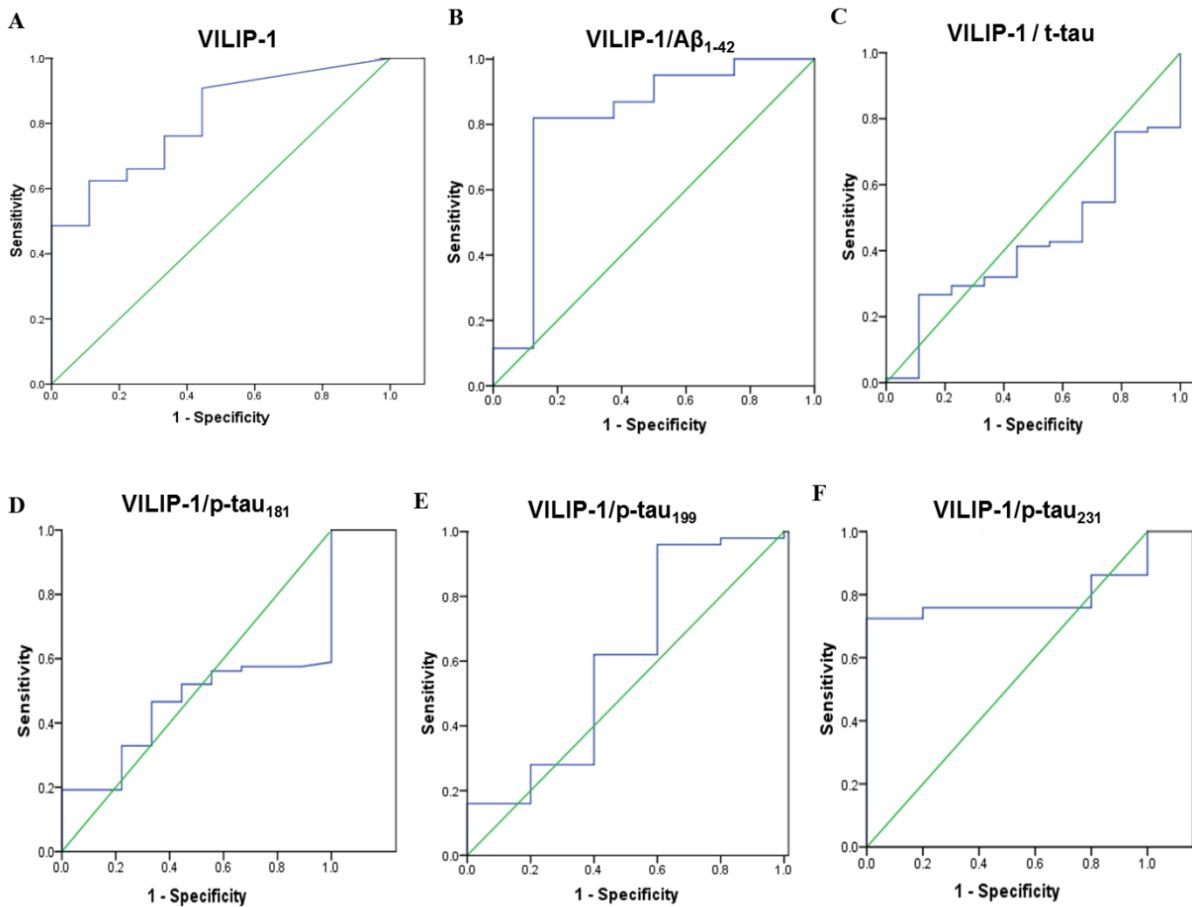 A
VILIP-1
1.0
0.8
0.6
0.4
0.2
0.0
Sensitivity
0.0 0.2 0.4 0.6 0.8 1.0
1 - Specificity
B
VILIP-1/Aβ1-42
1.0
0.8
0.6
0.4
0.2
0.0
Sensitivity
0.0 0.2 0.4 0.6 0.8 1.0
1 - Specificity
C
VILIP-1 / t-tau
1.0
0.8
0.6
0.4
0.2
0.0
Sensitivity
0.0 0.2 0.4 0.6 0.8 1.0
1 - Specificity
D
VILIP-1/p-tau181
1.0
0.8
0.6
0.4
0.2
0.0
Sensitivity
0.0 0.2 0.4 0.6 0.8 1.0
1 - Specificity
E
VILIP-1/p-tau199
1.0
0.8
0.6
0.4
0.2
0.0
Sensitivity
0.0 0.2 0.4 0.6 0.8 1.0
1 - Specificity
F
VILIP-1/p-tau231
1.0
0.8
0.6
0.4
0.2
0.0
Sensitivity
0.0 0.2 0.4 0.6 0.8 1.0
1 - Specificity